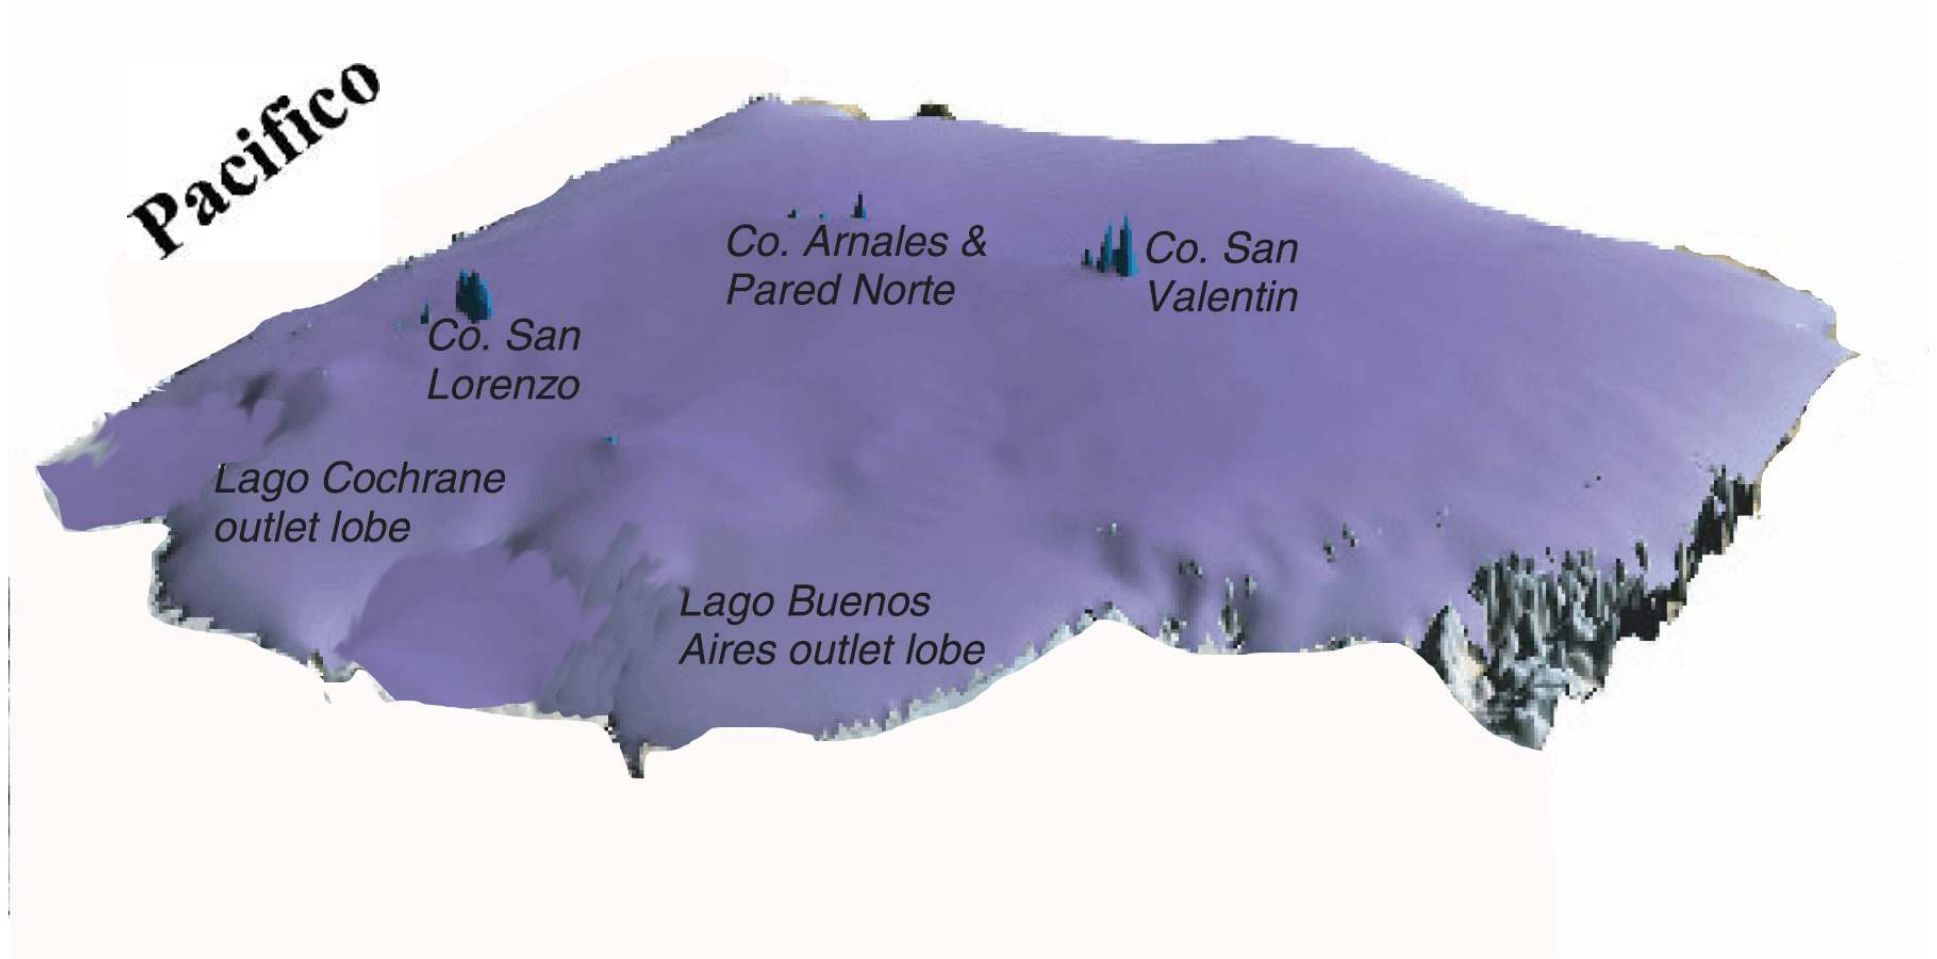 Pacifico
Co. Arnales &
Pared Norte
Co. San
Valentin
Co. San
Lorenzo
Lago Cochrane
outlet lobe
Lago Buenos
Aires outlet lobe